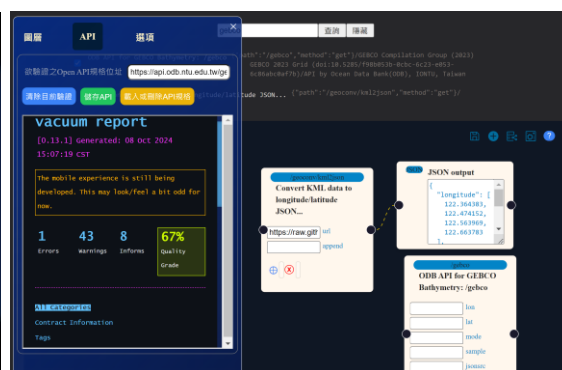 圖層 API 選項 ×
查詢 隱藏
欲驗證之Open API規格位址 https://api.odb.ntu.edu.tw/ge
清除目前驗證 儲存API 載入或刪除API規格
path":"/gebco","method":"get"}/GEBCO Compilation Group (2023)
GEBCO 2023 Grid (doi:10.5285/f98b053b-0cbc-6c23-e053-
6c86abc0af7b)/API by Ocean Data Bank(ODB), IONTU, Taiwan
/latitude JSON... {"path":"/geoconv/kml2json","method":"get"}/
vacuum report
[0.13.1] Generated: 08 Oct 2024
15:07:19 CST
The mobile experience is still being
developed. This may look/feel a bit odd for
now.
1 43 8 67%
Errors Warnings Informs Quality
Grade
All Categories
Contract Information
Tags
/geoconv/kml2json
Convert KML data to
longitude/latitude
JSON...
https://raw.gith url
append
JSON JSON output
{
"longitude": [
122.364383,
122.474152,
122.563969,
122.663783
],
gebco
ODB API for GEBCO
Bathymetry: /gebco
lon
lat
mode
sample
jsonsrc